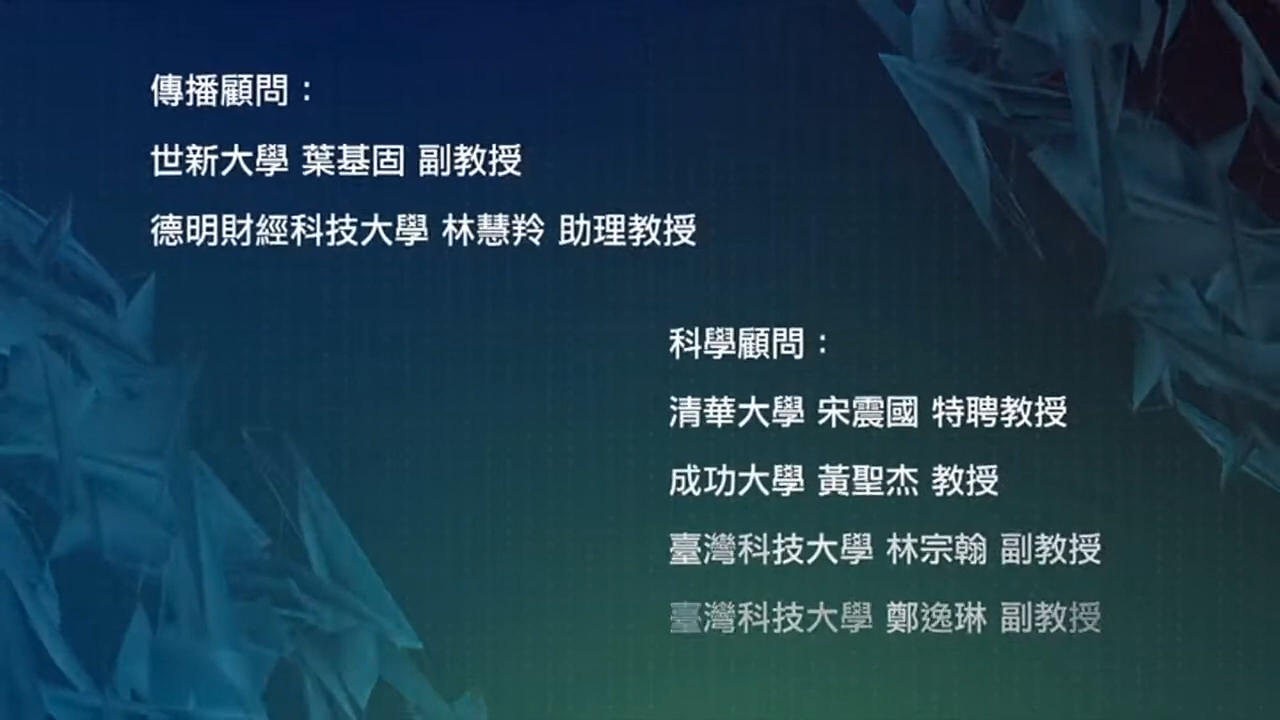 傳播顧問：
世新大學 葉基固 副教授
德明財經科技大學 林慧羚 助理教授
科學顧問：
清華大學 宋震國 特聘教授
成功大學 黃聖杰 教授
臺灣科技大學 林宗翰 副教授
臺灣科技大學 鄭逸琳 副教授